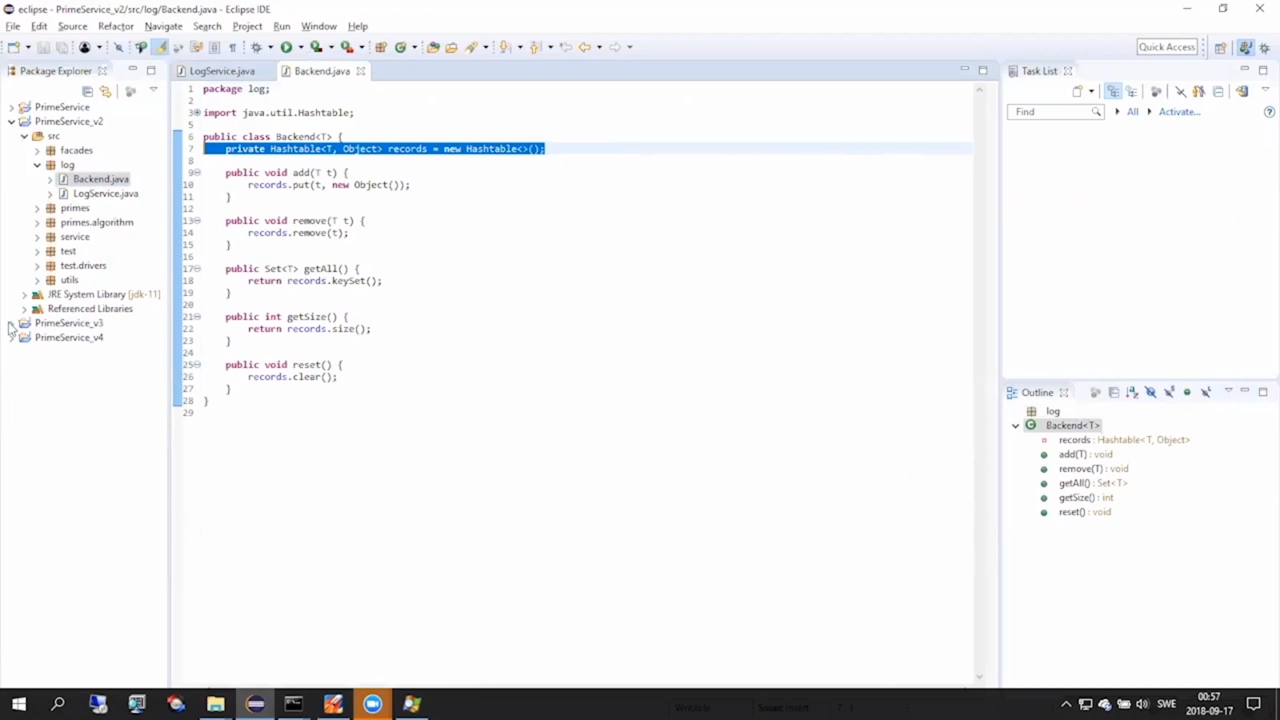 eclipse - PrimeService_v2/src/log/Backend.java - Eclipse IDE
File Edit Source Refactor Navigate Search Project Run Window Help
Quick Access
Package Explorer
PrimeService
PrimeService_v2
src
facades
log
Backend.java
LogService.java
primes
primes.algorithm
service
test
test.drivers
utils
JRE System Library [jdk-11]
Referenced Libraries
PrimeService_v3
PrimeService_v4
LogService.java
Backend.java
1 package log;
2
3 import java.util.Hashtable;
5
6 public class Backend<T> {
7 private Hashtable<T, Object> records = new Hashtable<>();
8
9 public void add(T t) {
10 records.put(t, new Object());
11 }
12
13 public void remove(T t) {
14 records.remove(t);
15 }
16
17 public Set<T> getAll() {
18 return records.keySet();
19 }
20
21 public int getSize() {
22 return records.size();
23 }
24
25 public void reset() {
26 records.clear();
27 }
28 }
29
Task List
Find
All
Activate...
Outline
log
Backend<T>
records : Hashtable<T, Object>
add(T) : void
remove(T) : void
getAll() : Set<T>
getSize() : int
reset() : void
Writable
Smart Insert
SWE
00:57
2018-09-17